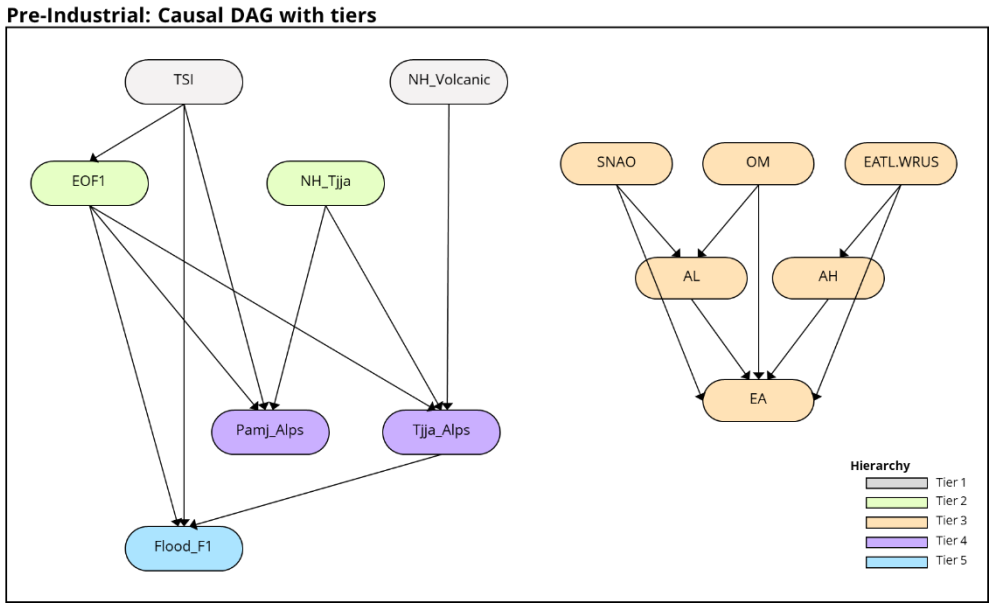 Pre-Industrial: Causal DAG with tiers
TSI
NH_Volcanic
SNAO
OM
EATL.WRUS
EOF1
NH_Tjja
AL
AH
EA
Pamj_Alps
Tjja_Alps
Hierarchy
Tier 1
Tier 2
Tier 3
Tier 4
Tier 5
Flood_F1